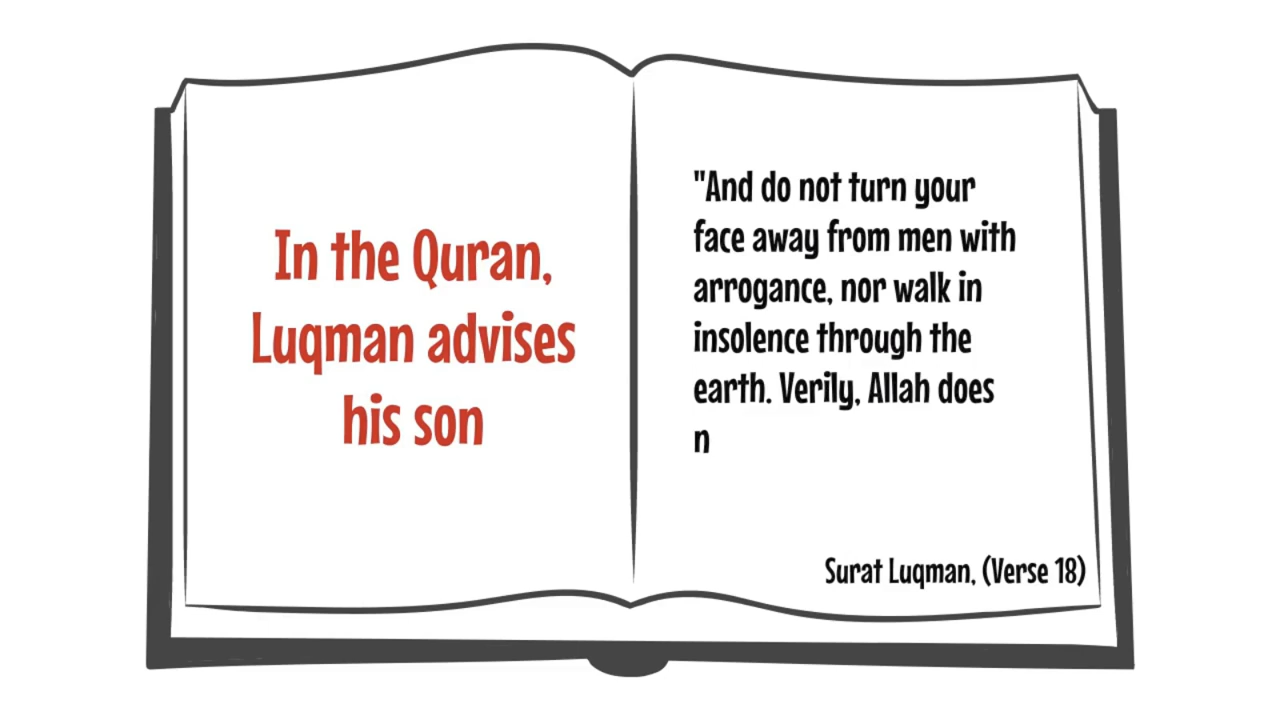 In the Quran,
Luqman advises
his son
"And do not turn your
face away from men with
arrogance, nor walk in
insolence through the
earth. Verily, Allah does
n
Surat Luqman, (Verse 18)